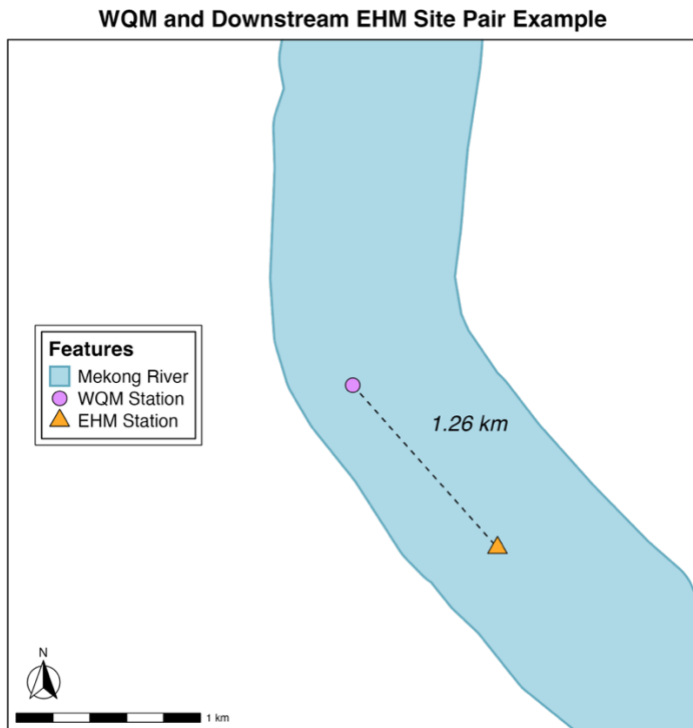 WQM and Downstream EHM Site Pair Example
Features
Mekong River
WQM Station
EHM Station
1.26 km
N
1 km